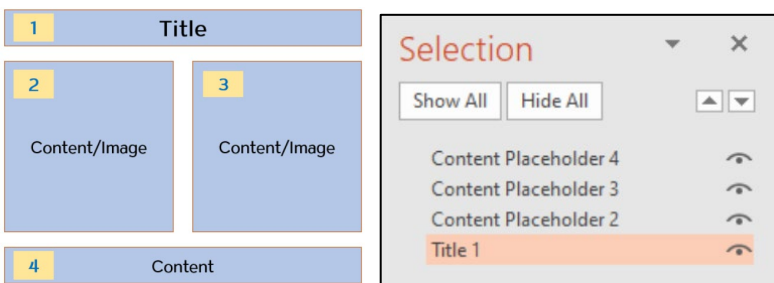 1 Title
2
3
Content/Image
Content/Image
4 Content
Selection
Show All Hide All
Content Placeholder 4
Content Placeholder 3
Content Placeholder 2
Title 1